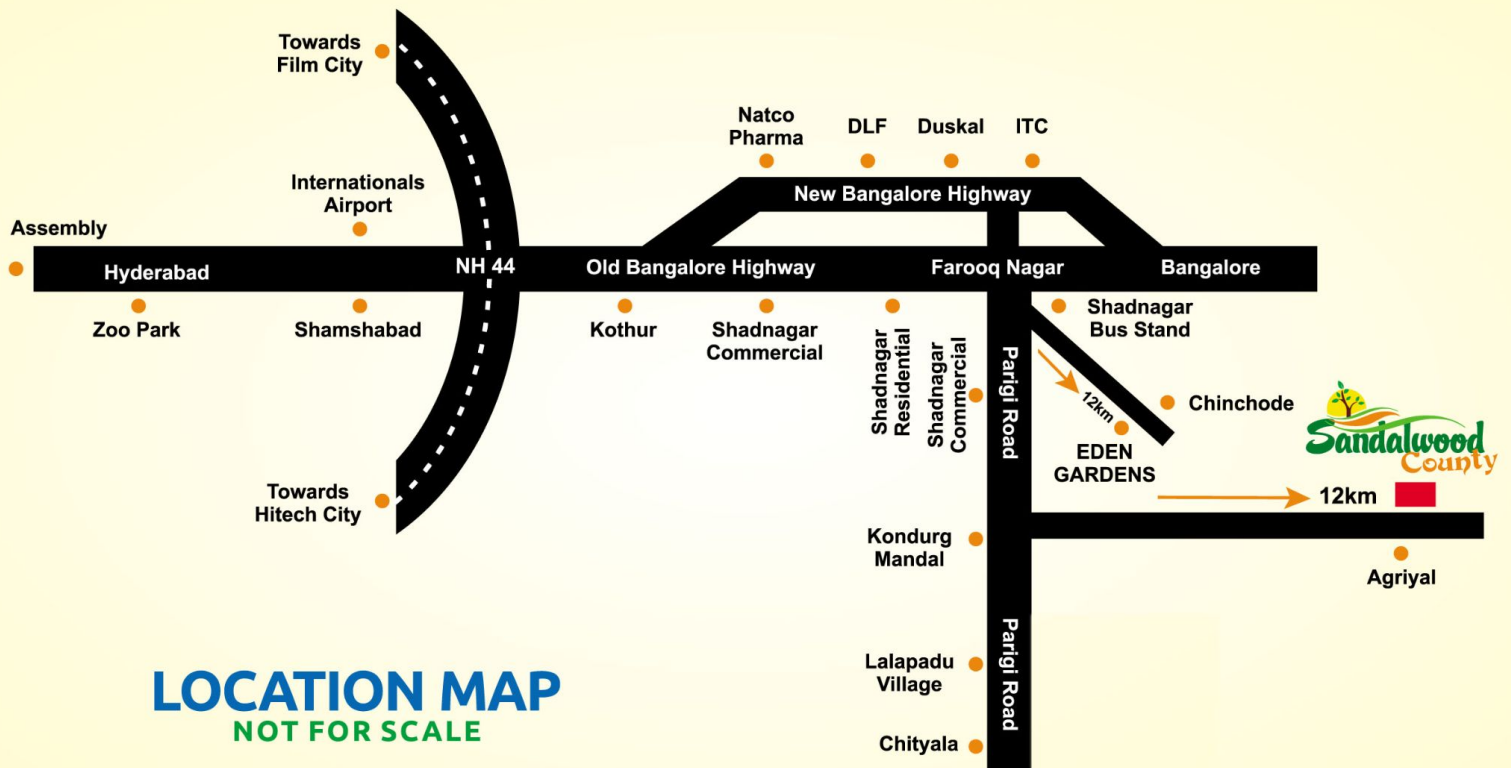 Towards
Film City
Natco
Pharma
DLF
Duskal
ITC
Internationals
Airport
New Bangalore Highway
Assembly
Hyderabad
NH 44
Old Bangalore Highway
Farooq Nagar
Bangalore
Zoo Park
Shamshabad
Kothur
Shadnagar
Commercial
Shadnagar
Residential
Shadnagar
Commercial
Parigi Road
Shadnagar
Bus Stand
12km
Chinchode
EDEN
GARDENS
Sandalwood
County
12km
Towards
Hitech City
Kondurg
Mandal
Agriyal
Lalapadu
Village
Parigi Road
Chityala
LOCATION MAP
NOT FOR SCALE